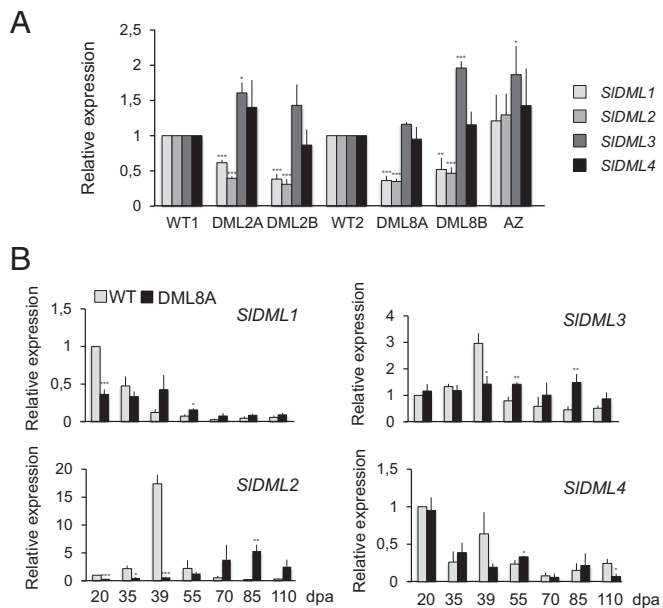 A
Relative expression
2,5
2
1,5
1
0,5
0
* *** *** *** *** *** *** ** *** *** *
WT1 DML2A DML2B WT2 DML8A DML8B AZ
SlDML1
SlDML2
SlDML3
SlDML4
B
WT DML8A
Relative expression
1,5
1
0,5
0
SlDML1
*** *
Relative expression
4
3
2
1
0
SlDML3
* ** **
Relative expression
20
15
10
5
0
SlDML2
*** * *** **
20 35 39 55 70 85 110 dpa
Relative expression
1,5
1
0,5
0
SlDML4
* *
20 35 39 55 70 85 110 dpa